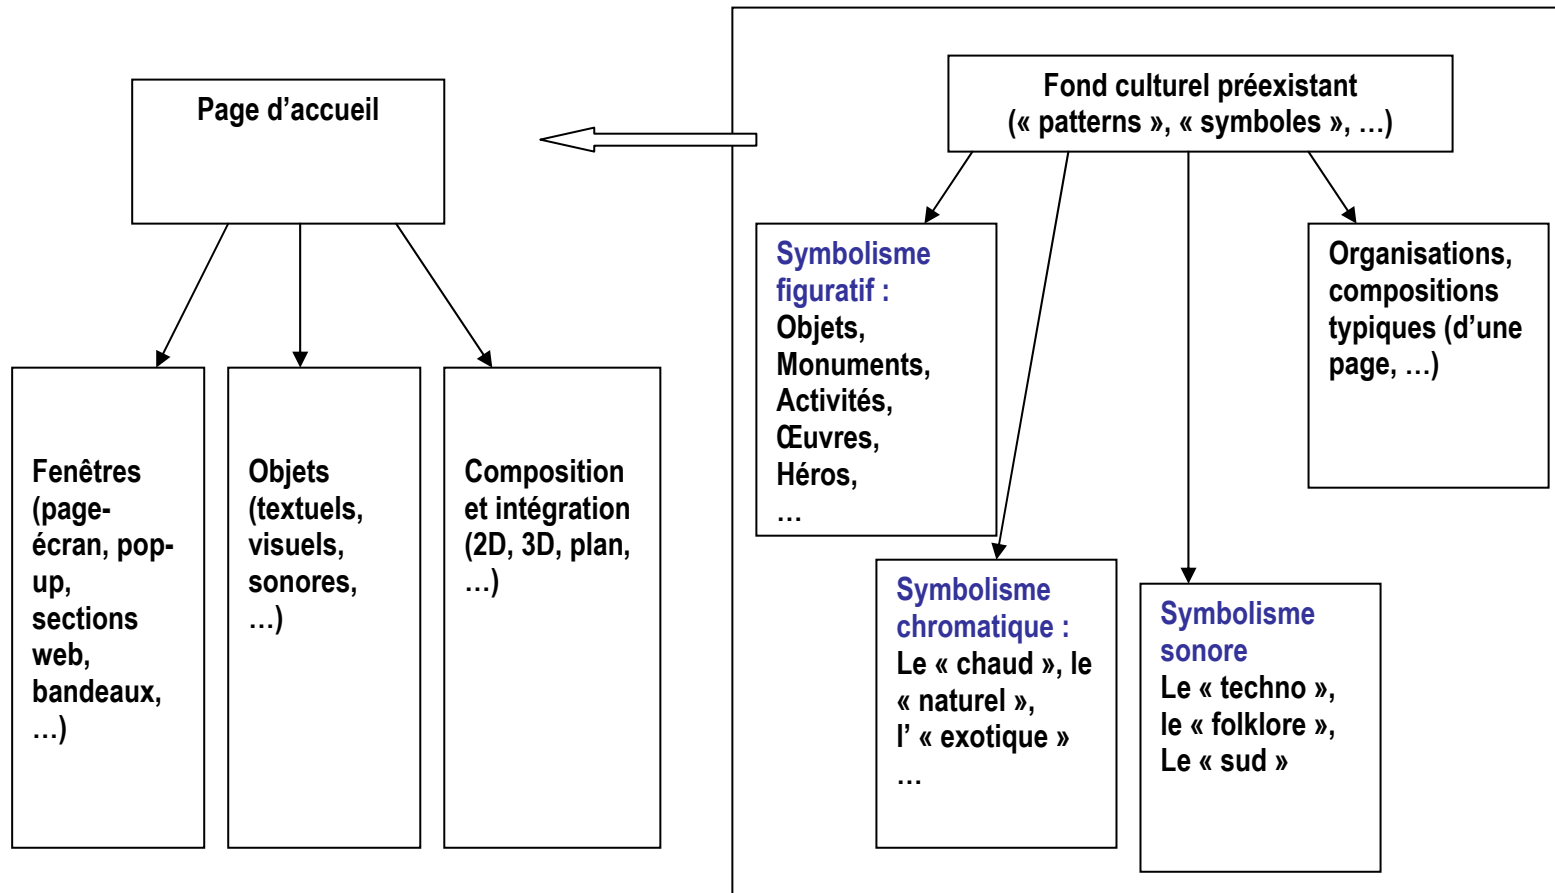 Page d’accueil
Fenêtres
(page-
écran, pop-
up,
sections
web,
bandeaux,
…)
Objets
(textuels,
visuels,
sonores,
…)
Composition
et intégration
(2D, 3D, plan,
…)
Fond culturel préexistant
(« patterns », « symboles », …)
Symbolisme
figuratif :
Objets,
Monuments,
Activités,
Œuvres,
Héros,
…
Symbolisme
chromatique :
Le « chaud », le
« naturel »,
l’ « exotique »
…
Symbolisme
sonore
Le « techno »,
le « folklore »,
Le « sud »
Organisations,
compositions
typiques (d’une
page, …)